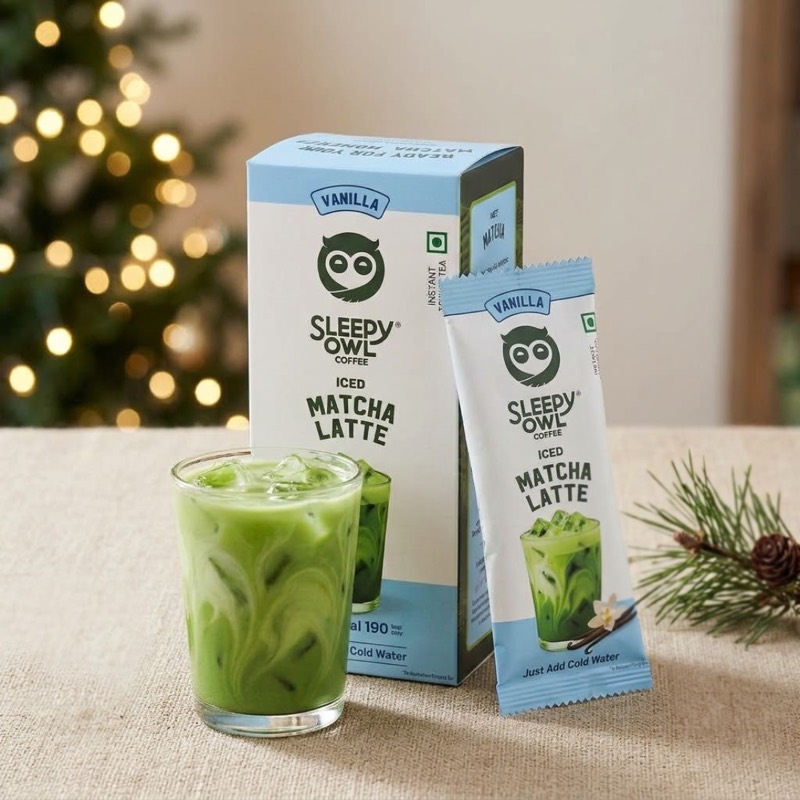 READY FOR YOUR
VANILLA
SLEEPY
OWL®
COFFEE
ICED
MATCHA
LATTE
INSTANT
al 190
Cold Water
MATCHA
VANILLA
SLEEPY
OWL®
COFFEE
ICED
MATCHA
LATTE
Just Add Cold Water